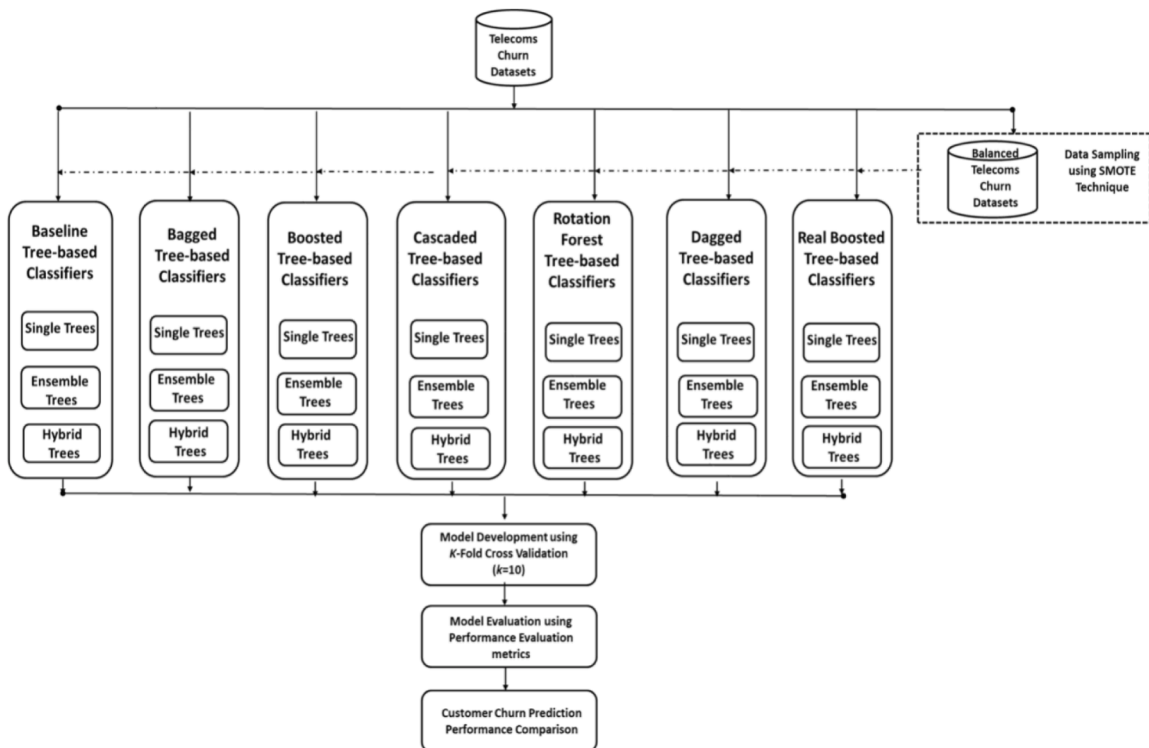 Telecoms
Churn
Datasets
Balanced
Telecoms
Churn
Datasets
Data Sampling
using SMOTE
Technique
Baseline
Tree-based
Classifiers
Single Trees
Ensemble
Trees
Hybrid
Trees
Bagged
Tree-based
Classifiers
Single Trees
Ensemble
Trees
Hybrid
Trees
Boosted
Tree-based
Classifiers
Single Trees
Ensemble
Trees
Hybrid
Trees
Cascaded
Tree-based
Classifiers
Single Trees
Ensemble
Trees
Hybrid
Trees
Rotation
Forest
Tree-based
Classifiers
Single Trees
Ensemble
Trees
Hybrid
Trees
Dagged
Tree-based
Classifiers
Single Trees
Ensemble
Trees
Hybrid
Trees
Real Boosted
Tree-based
Classifiers
Single Trees
Ensemble
Trees
Hybrid
Trees
Model Development using
K-Fold Cross Validation
(k=10)
Model Evaluation using
Performance Evaluation
metrics
Customer Churn Prediction
Performance Comparison